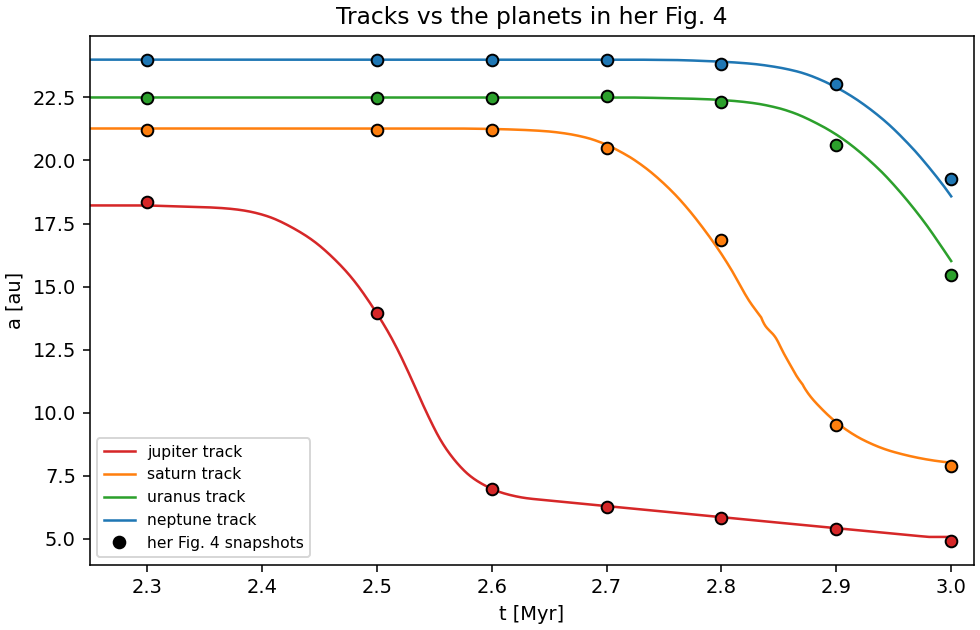 Tracks vs the planets in her Fig. 4
a [au]
22.5
20.0
17.5
15.0
12.5
10.0
7.5
5.0
jupiter track
saturn track
uranus track
neptune track
her Fig. 4 snapshots
2.3 2.4 2.5 2.6 2.7 2.8 2.9 3.0
t [Myr]